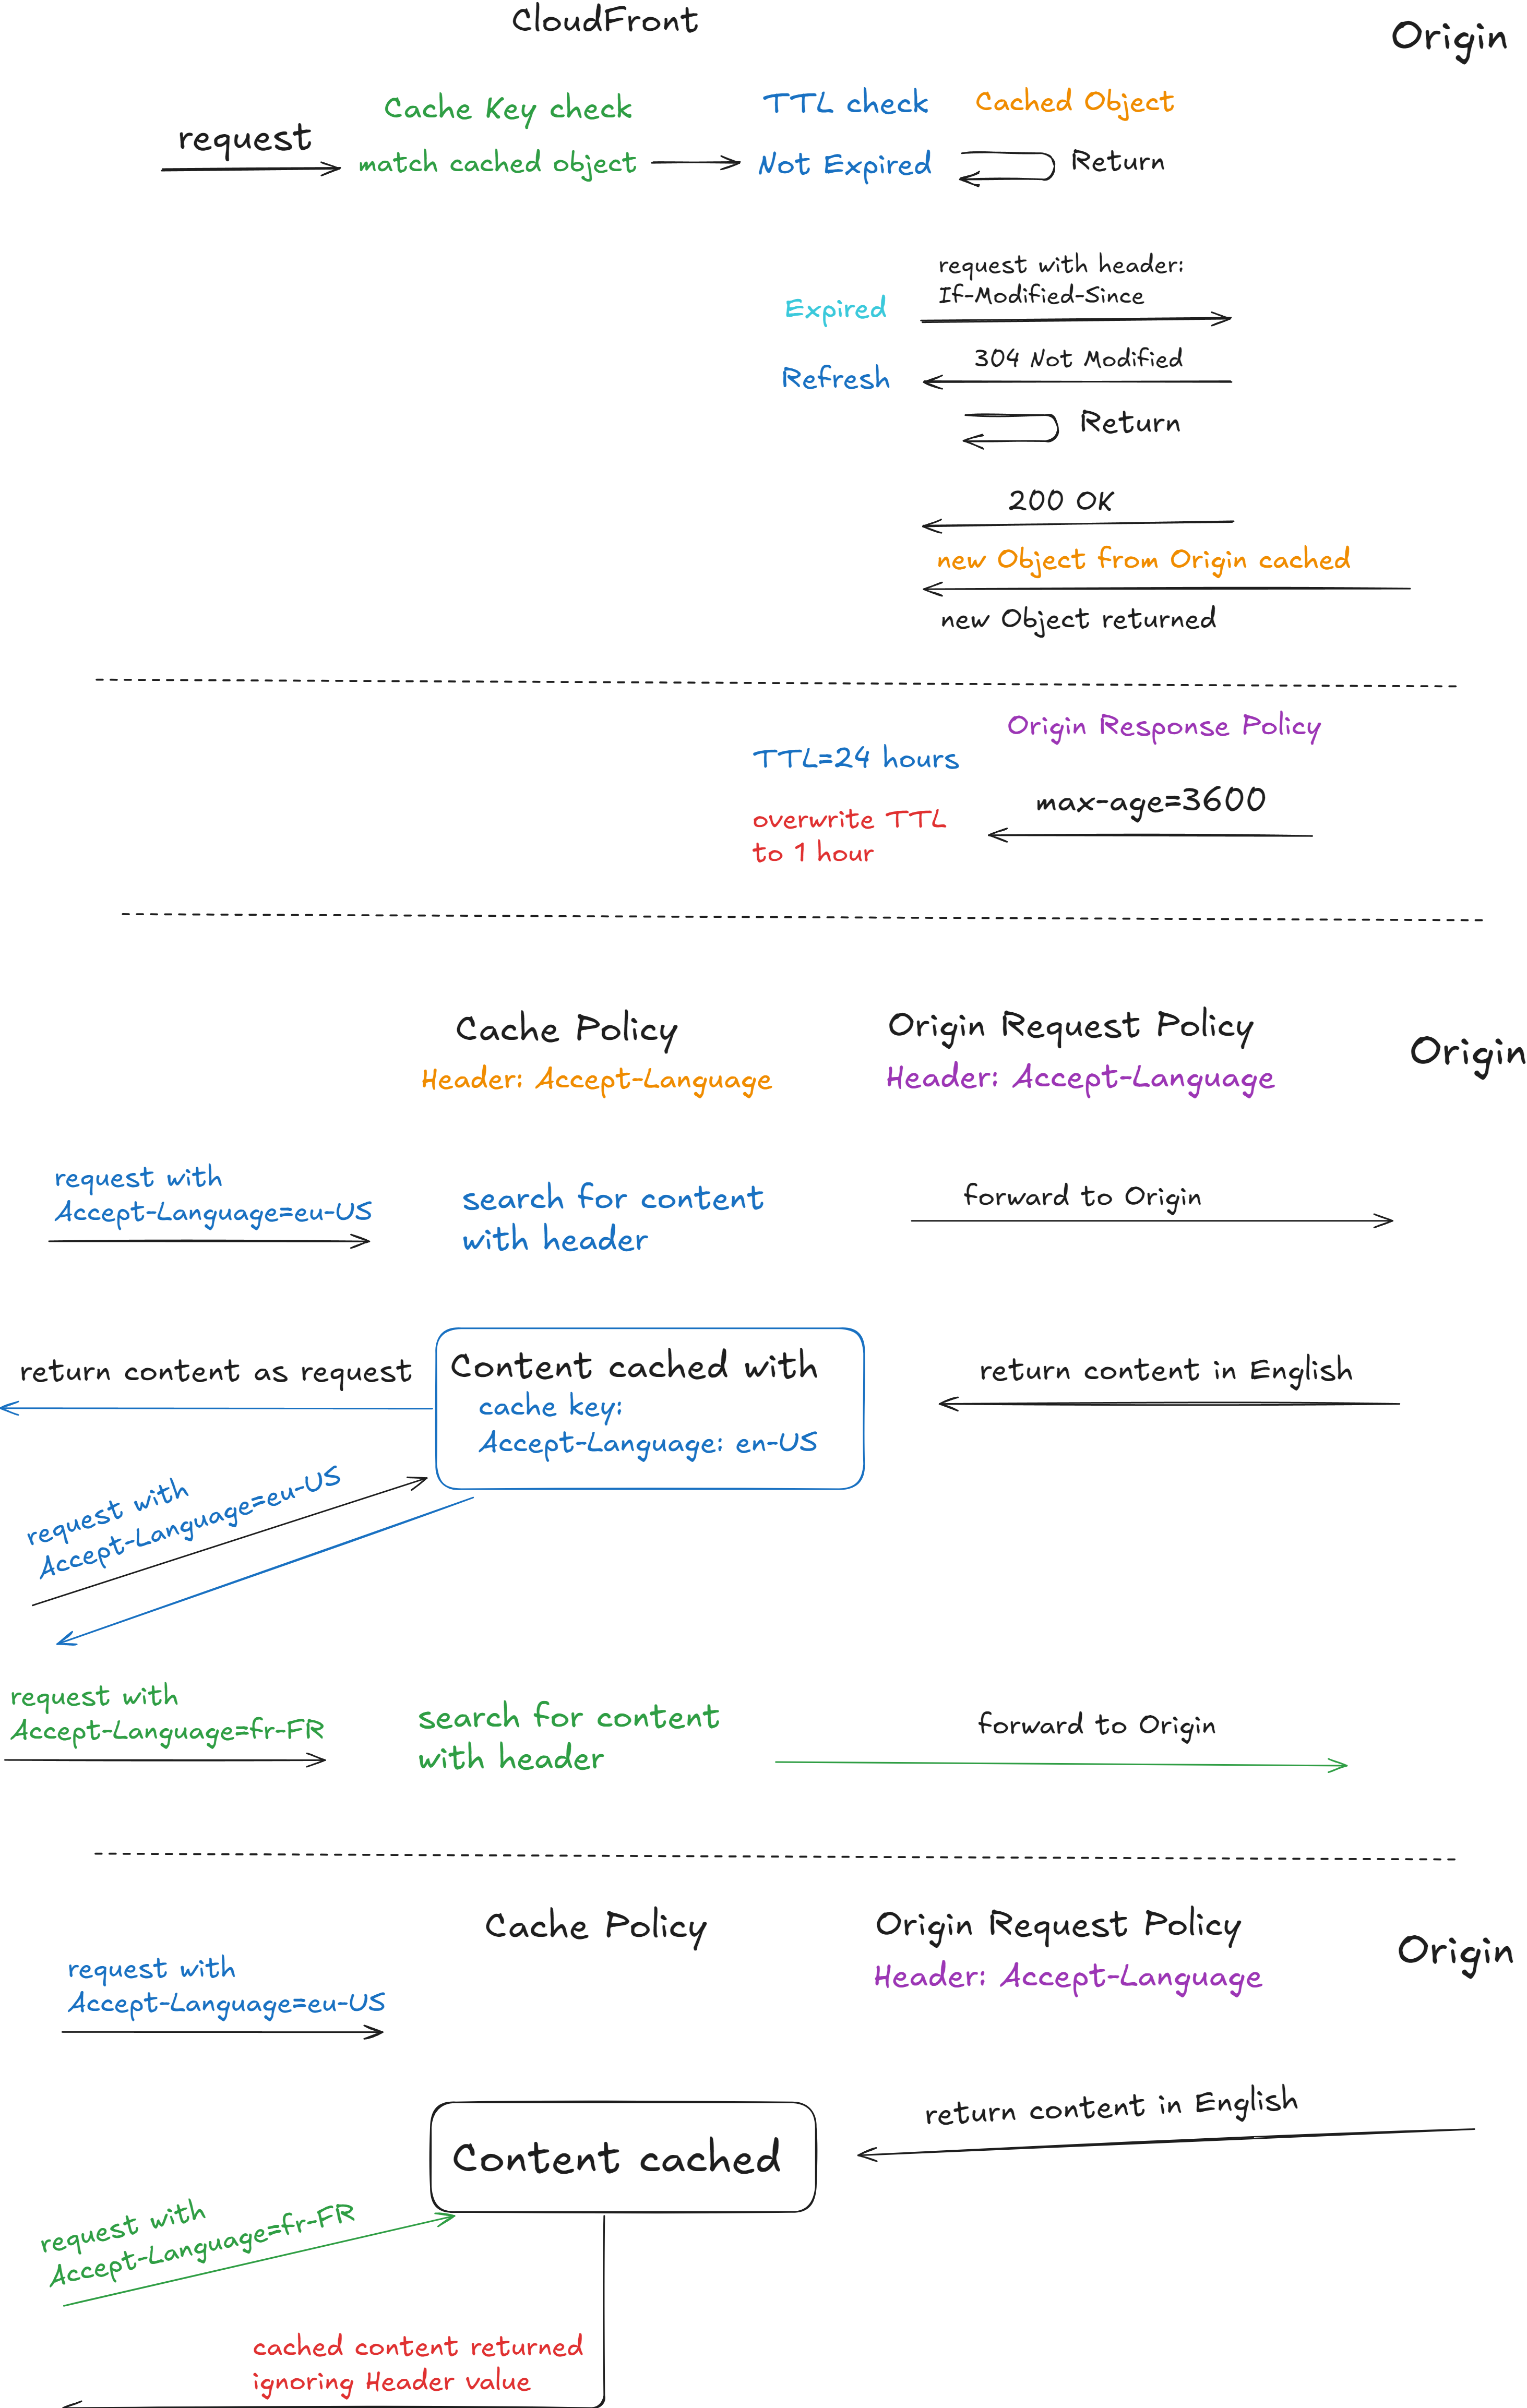 CloudFront
Origin
request
Cache Key check
match cached object
TTL check
Not Expired
Cached Object
Return
Expired
request with header:
If-Modified-Since
Refresh
304 Not Modified
Return
200 OK
new Object from Origin cached
new Object returned
Origin Response Policy
TTL=24 hours
max-age=3600
overwrite TTL
to 1 hour
Cache Policy
Header: Accept-Language
Origin Request Policy
Header: Accept-Language
Origin
request with
Accept-Language=eu-US
search for content
with header
forward to Origin
return content as request
Content cached with
cache key:
Accept-Language: en-US
return content in English
request with
Accept-Language=eu-US
request with
Accept-Language=fr-FR
search for content
with header
forward to Origin
Cache Policy
Origin Request Policy
Header: Accept-Language
Origin
request with
Accept-Language=eu-US
return content in English
Content cached
request with
Accept-Language=fr-FR
cached content returned
ignoring Header value